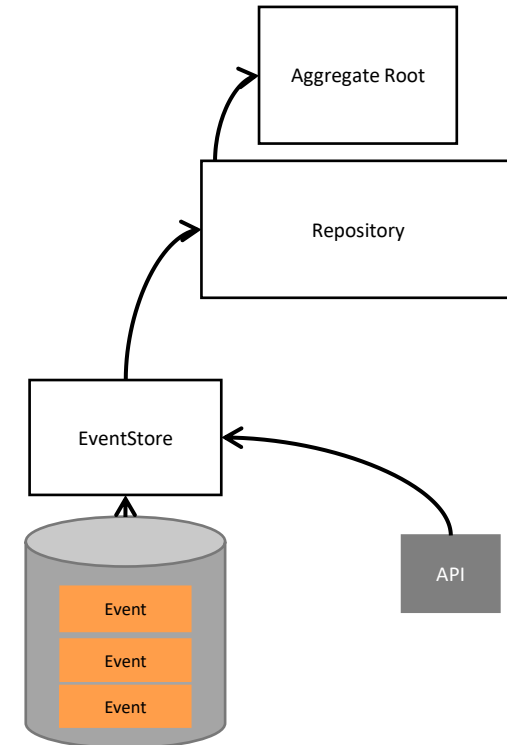 Aggregate Root
Repository
EventStore
API
Event
Event
Event